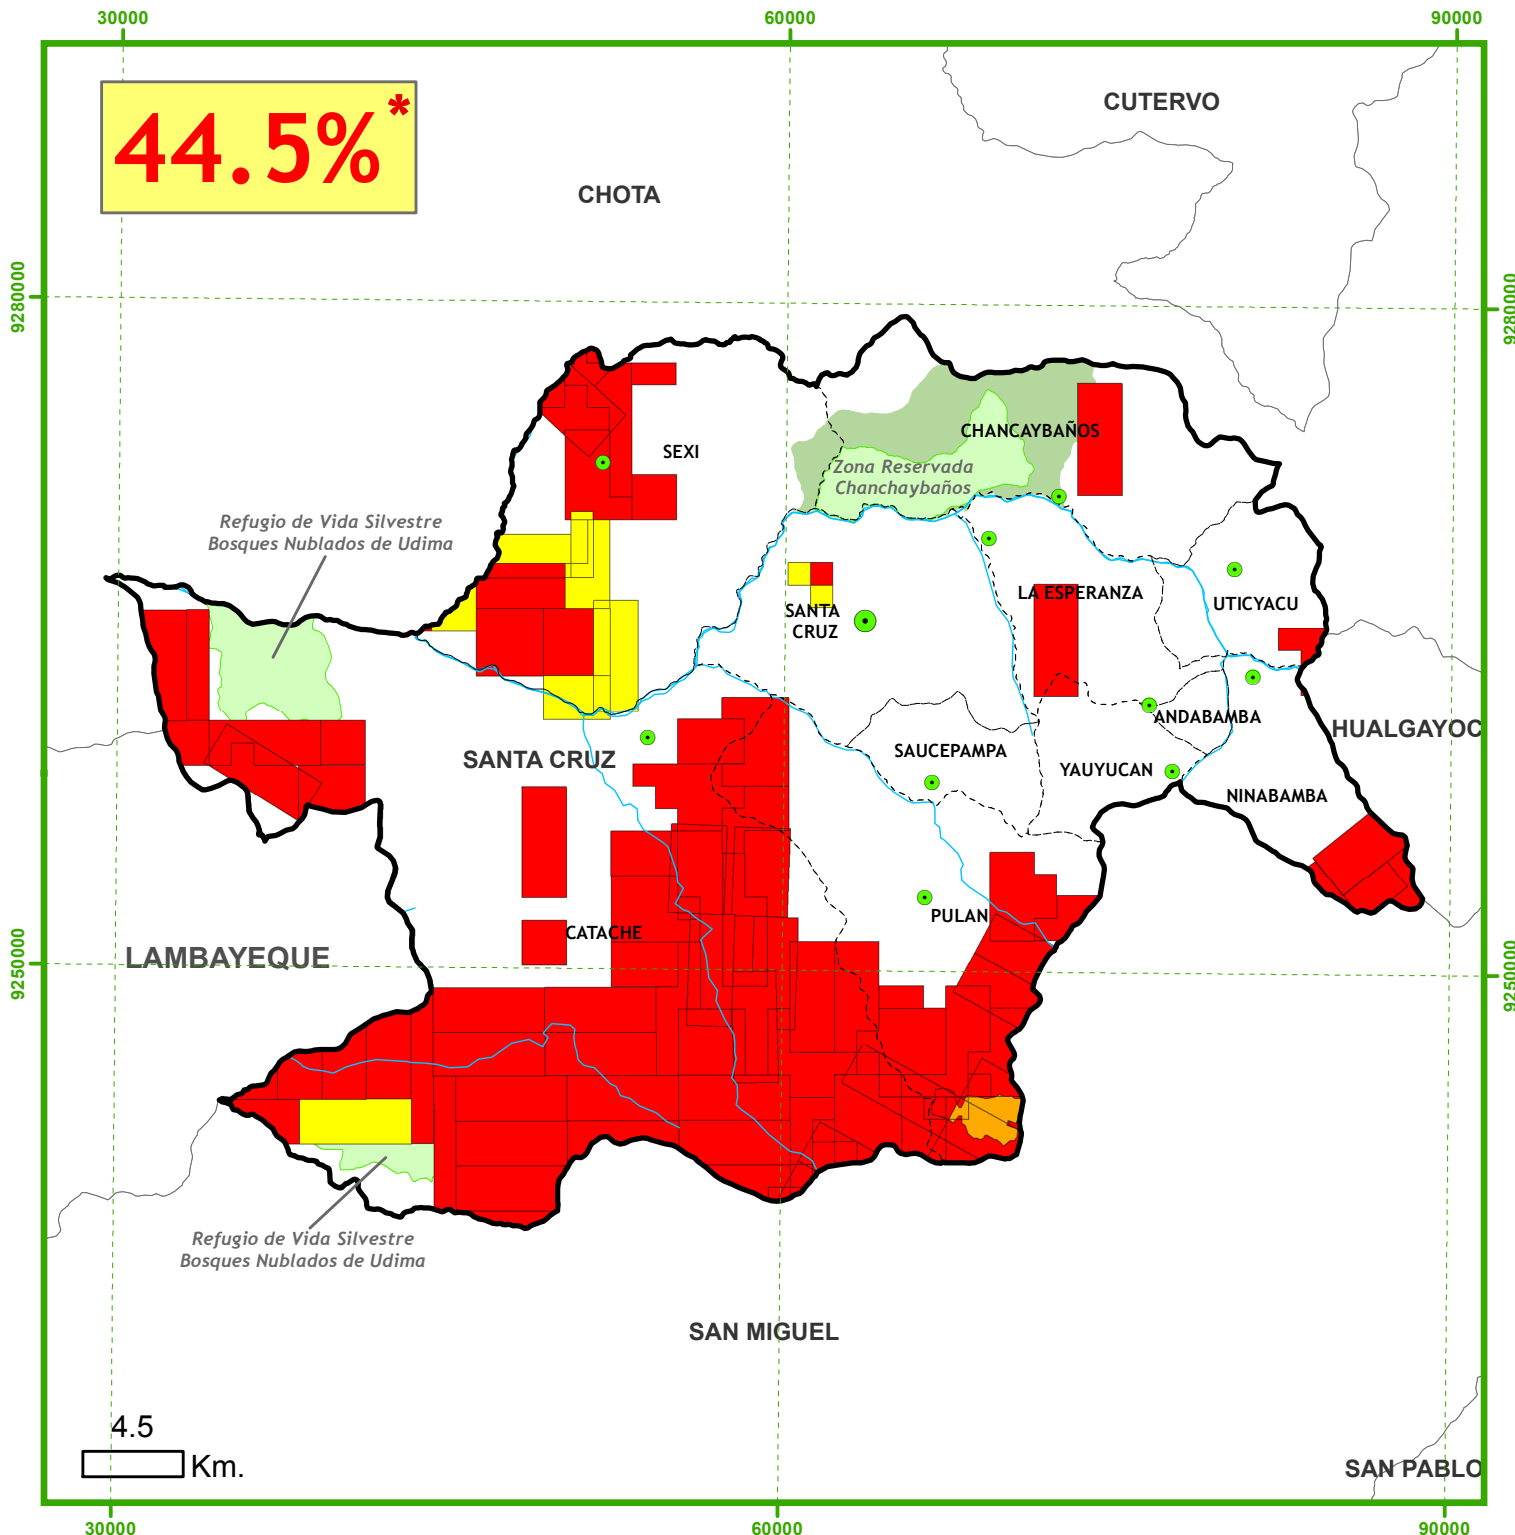 30000
60000
90000
CUTERVO
44.5%*
CHOTA
9280000
9280000
CHANCAYBAÑOS
SEXI
Zona Reservada
Chanchaybaños
Refugio de Vida Silvestre
Bosques Nublados de Udima
LA ESPERANZA
UTICYACU
SANTA
CRUZ
ANDABAMBA
HUALGAYOC
SAUCEPAMPA
SANTA CRUZ
YAUYUCAN
NINABAMBA
PULAN
CATACHE
LAMBAYEQUE
9250000
9250000
Refugio de Vida Silvestre
Bosques Nublados de Udima
SAN MIGUEL
4.5
Km.
SAN PABLO
30000
60000
90000